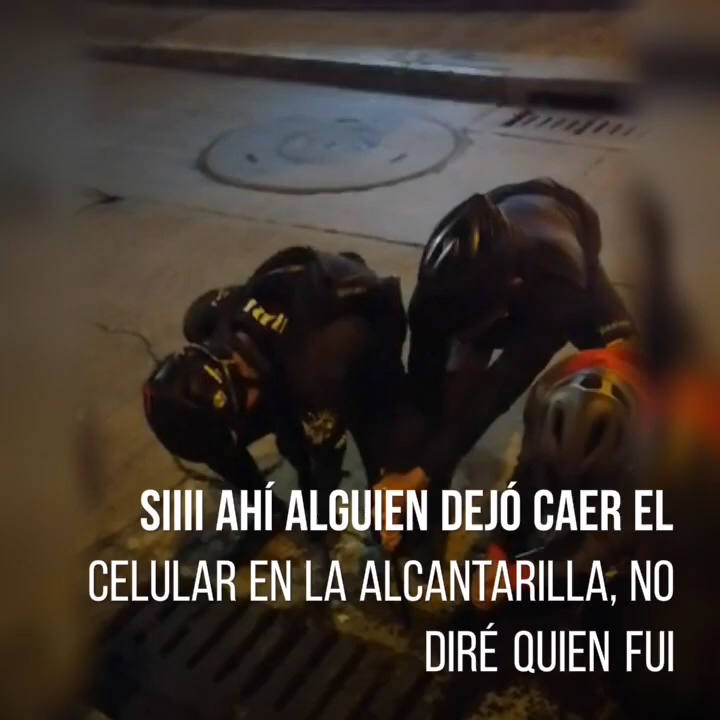 SIIII AHÍ ALGUIEN DEJÓ CAER EL
CELULAR EN LA ALCANTARILLA, NO
DIRÉ QUIEN FUI